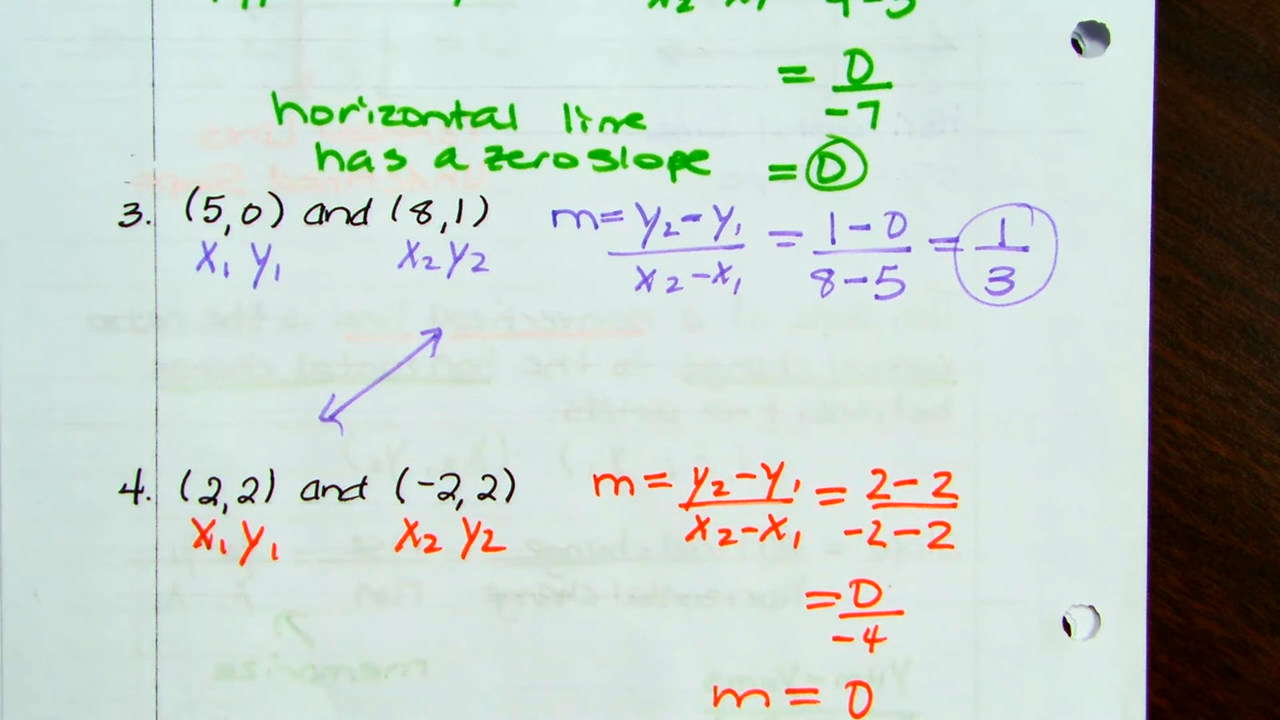 = 0/-7
horizontal line
has a zero slope = 0
3. (5,0) and (8,1) m = y₂-y₁/x₂-x₁ = 1-0/8-5 = 1/3
x₁ y₁ x₂ y₂
4. (2,2) and (-2,2) m = y₂-y₁/x₂-x₁ = 2-2/-2-2
x₁ y₁ x₂ y₂
= 0/-4
m = 0